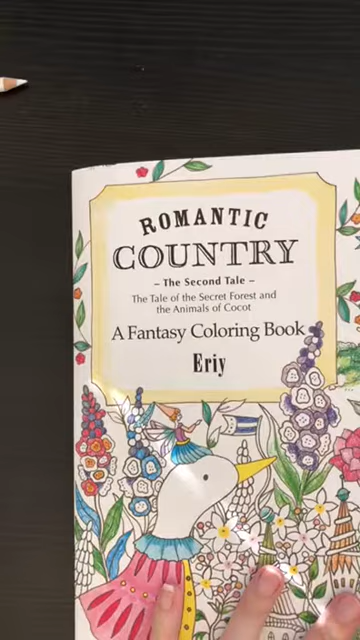 ROMANTIC
COUNTRY
– The Second Tale –
The Tale of the Secret Forest and
the Animals of Cocot
A Fantasy Coloring Book
Eriy